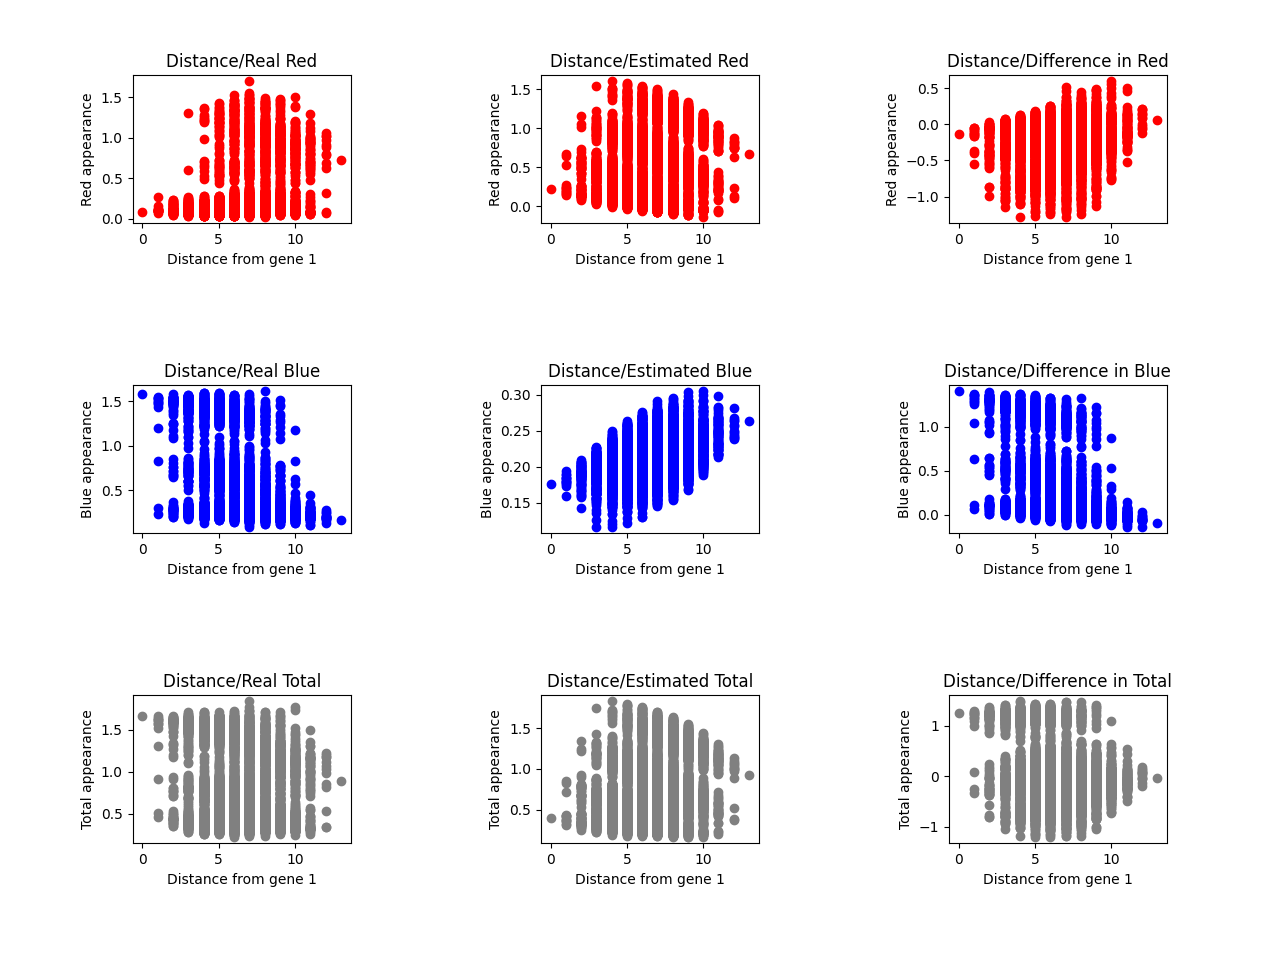 Distance/Real Red
Red appearance
1.5
1.0
0.5
0.0
0 5 10
Distance from gene 1
Distance/Estimated Red
Red appearance
1.5
1.0
0.5
0.0
0 5 10
Distance from gene 1
Distance/Difference in Red
Red appearance
0.5
0.0
−0.5
−1.0
0 5 10
Distance from gene 1
Distance/Real Blue
Blue appearance
1.5
1.0
0.5
0 5 10
Distance from gene 1
Distance/Estimated Blue
Blue appearance
0.30
0.25
0.20
0.15
0 5 10
Distance from gene 1
Distance/Difference in Blue
Blue appearance
1.0
0.5
0.0
0 5 10
Distance from gene 1
Distance/Real Total
Total appearance
1.5
1.0
0.5
0 5 10
Distance from gene 1
Distance/Estimated Total
Total appearance
1.5
1.0
0.5
0 5 10
Distance from gene 1
Distance/Difference in Total
Total appearance
1
0
−1
0 5 10
Distance from gene 1